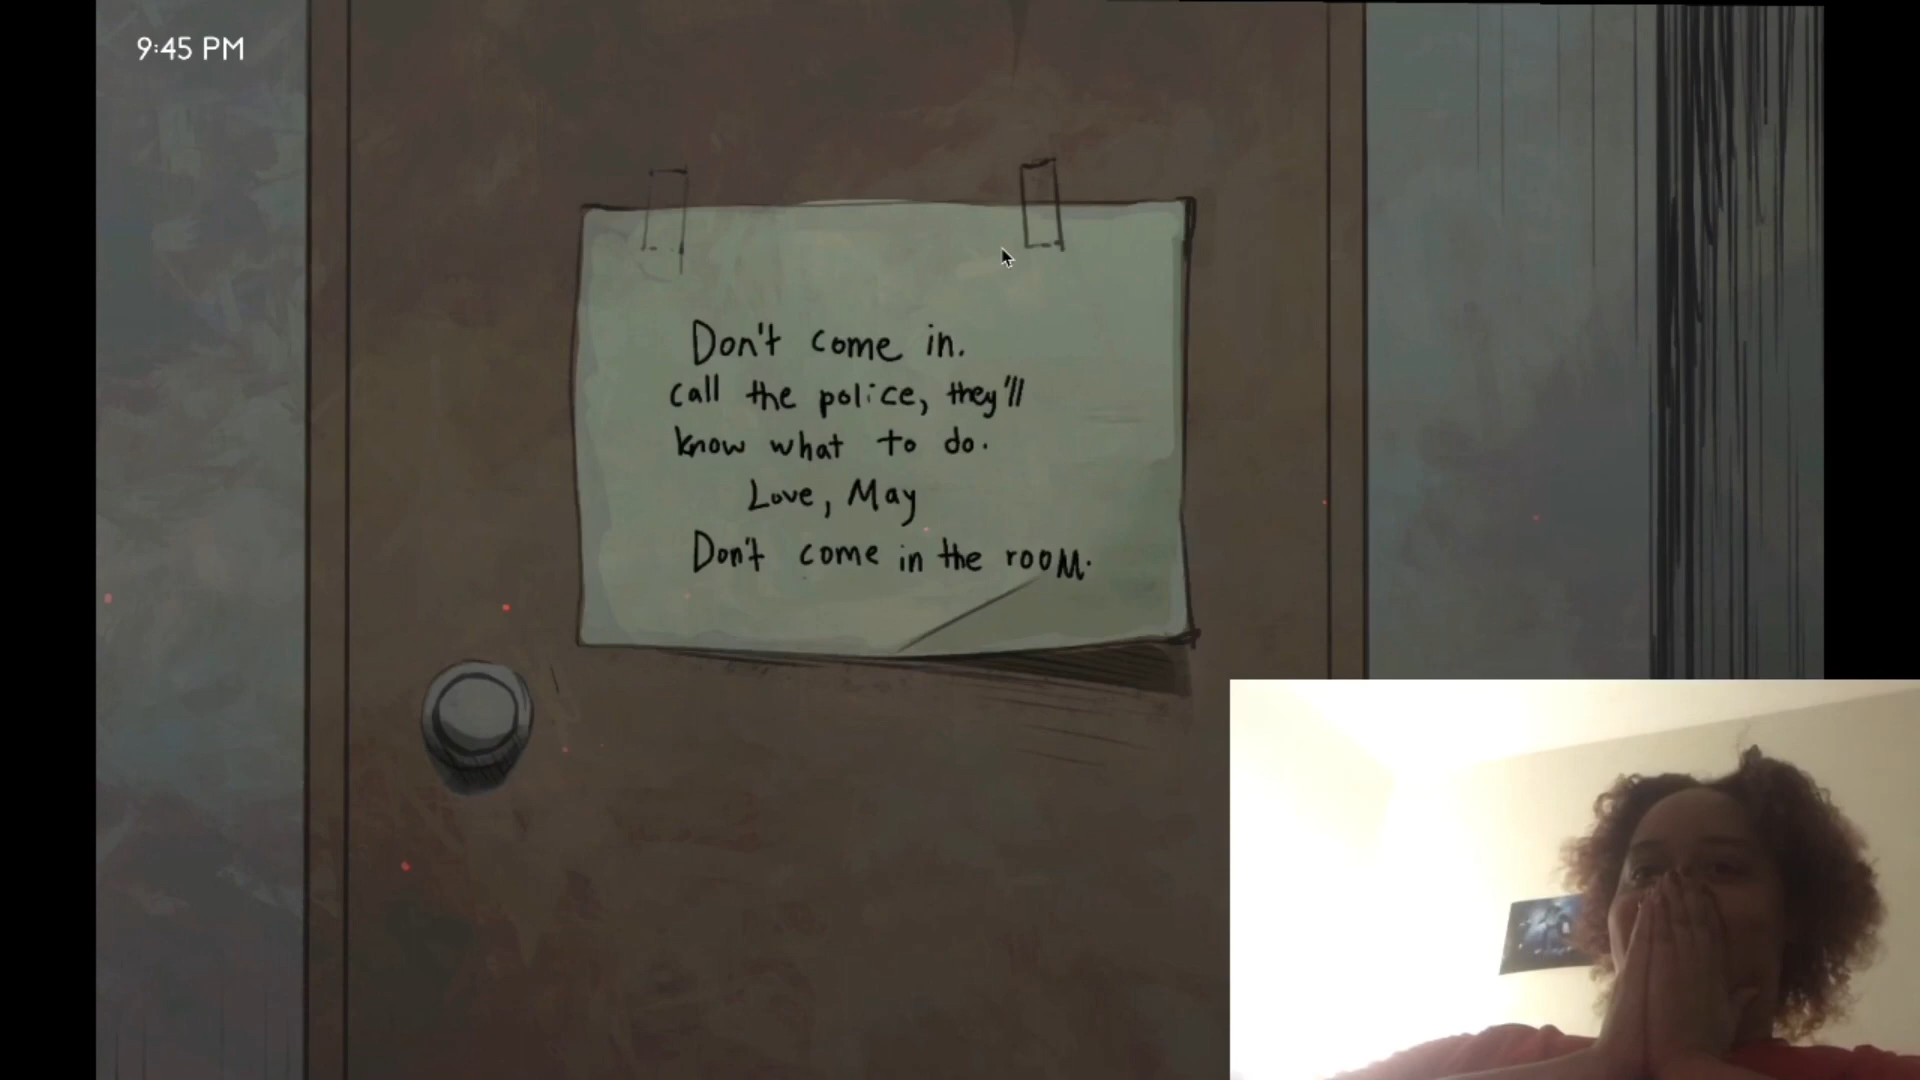 9:45 PM
Don't come in.
call the police, they'll
know what to do.
Love, May
Don't come in the room.